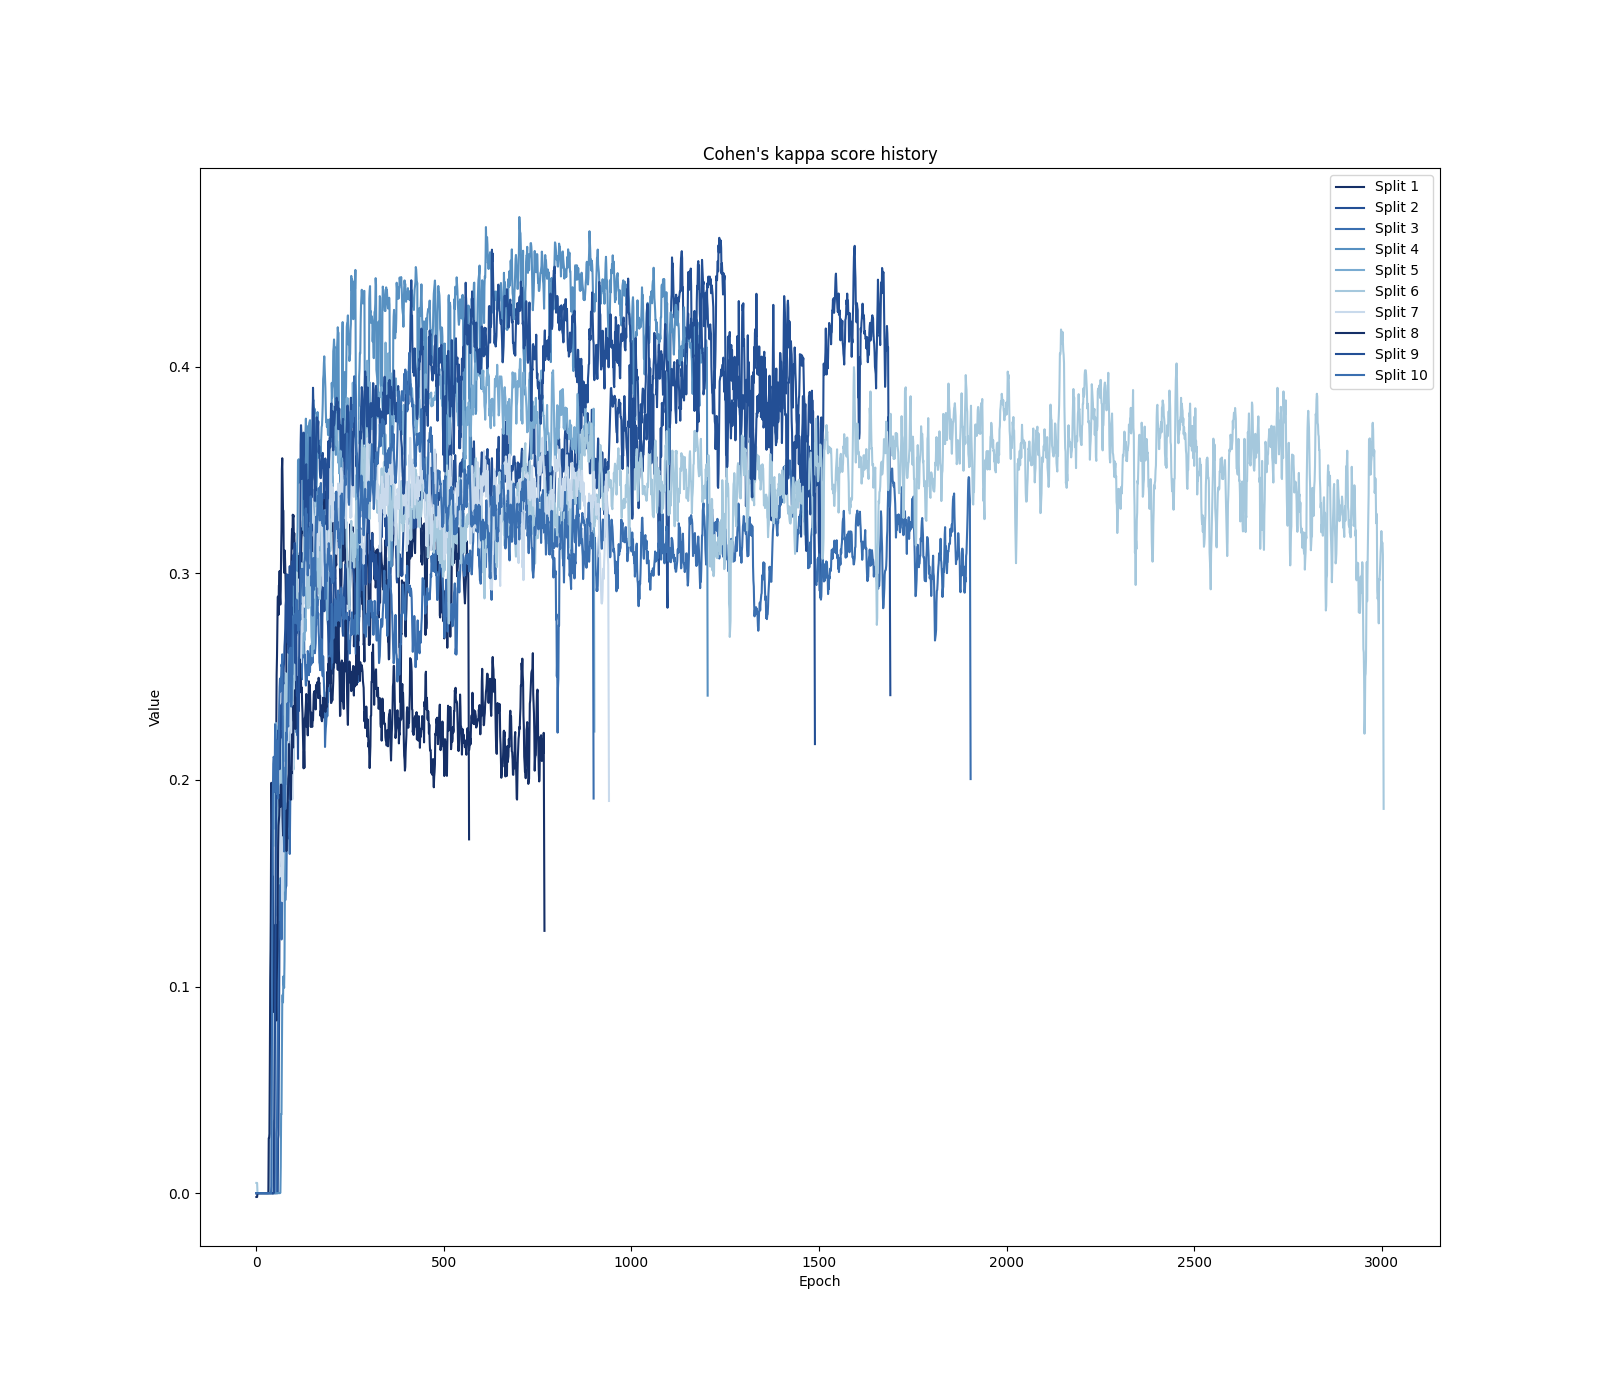 Cohen's kappa score history
Split 1
Split 2
Split 3
Split 4
Split 5
Split 6
Split 7
Split 8
Split 9
Split 10
Value
0.4
0.3
0.2
0.1
0.0
0 500 1000 1500 2000 2500 3000
Epoch